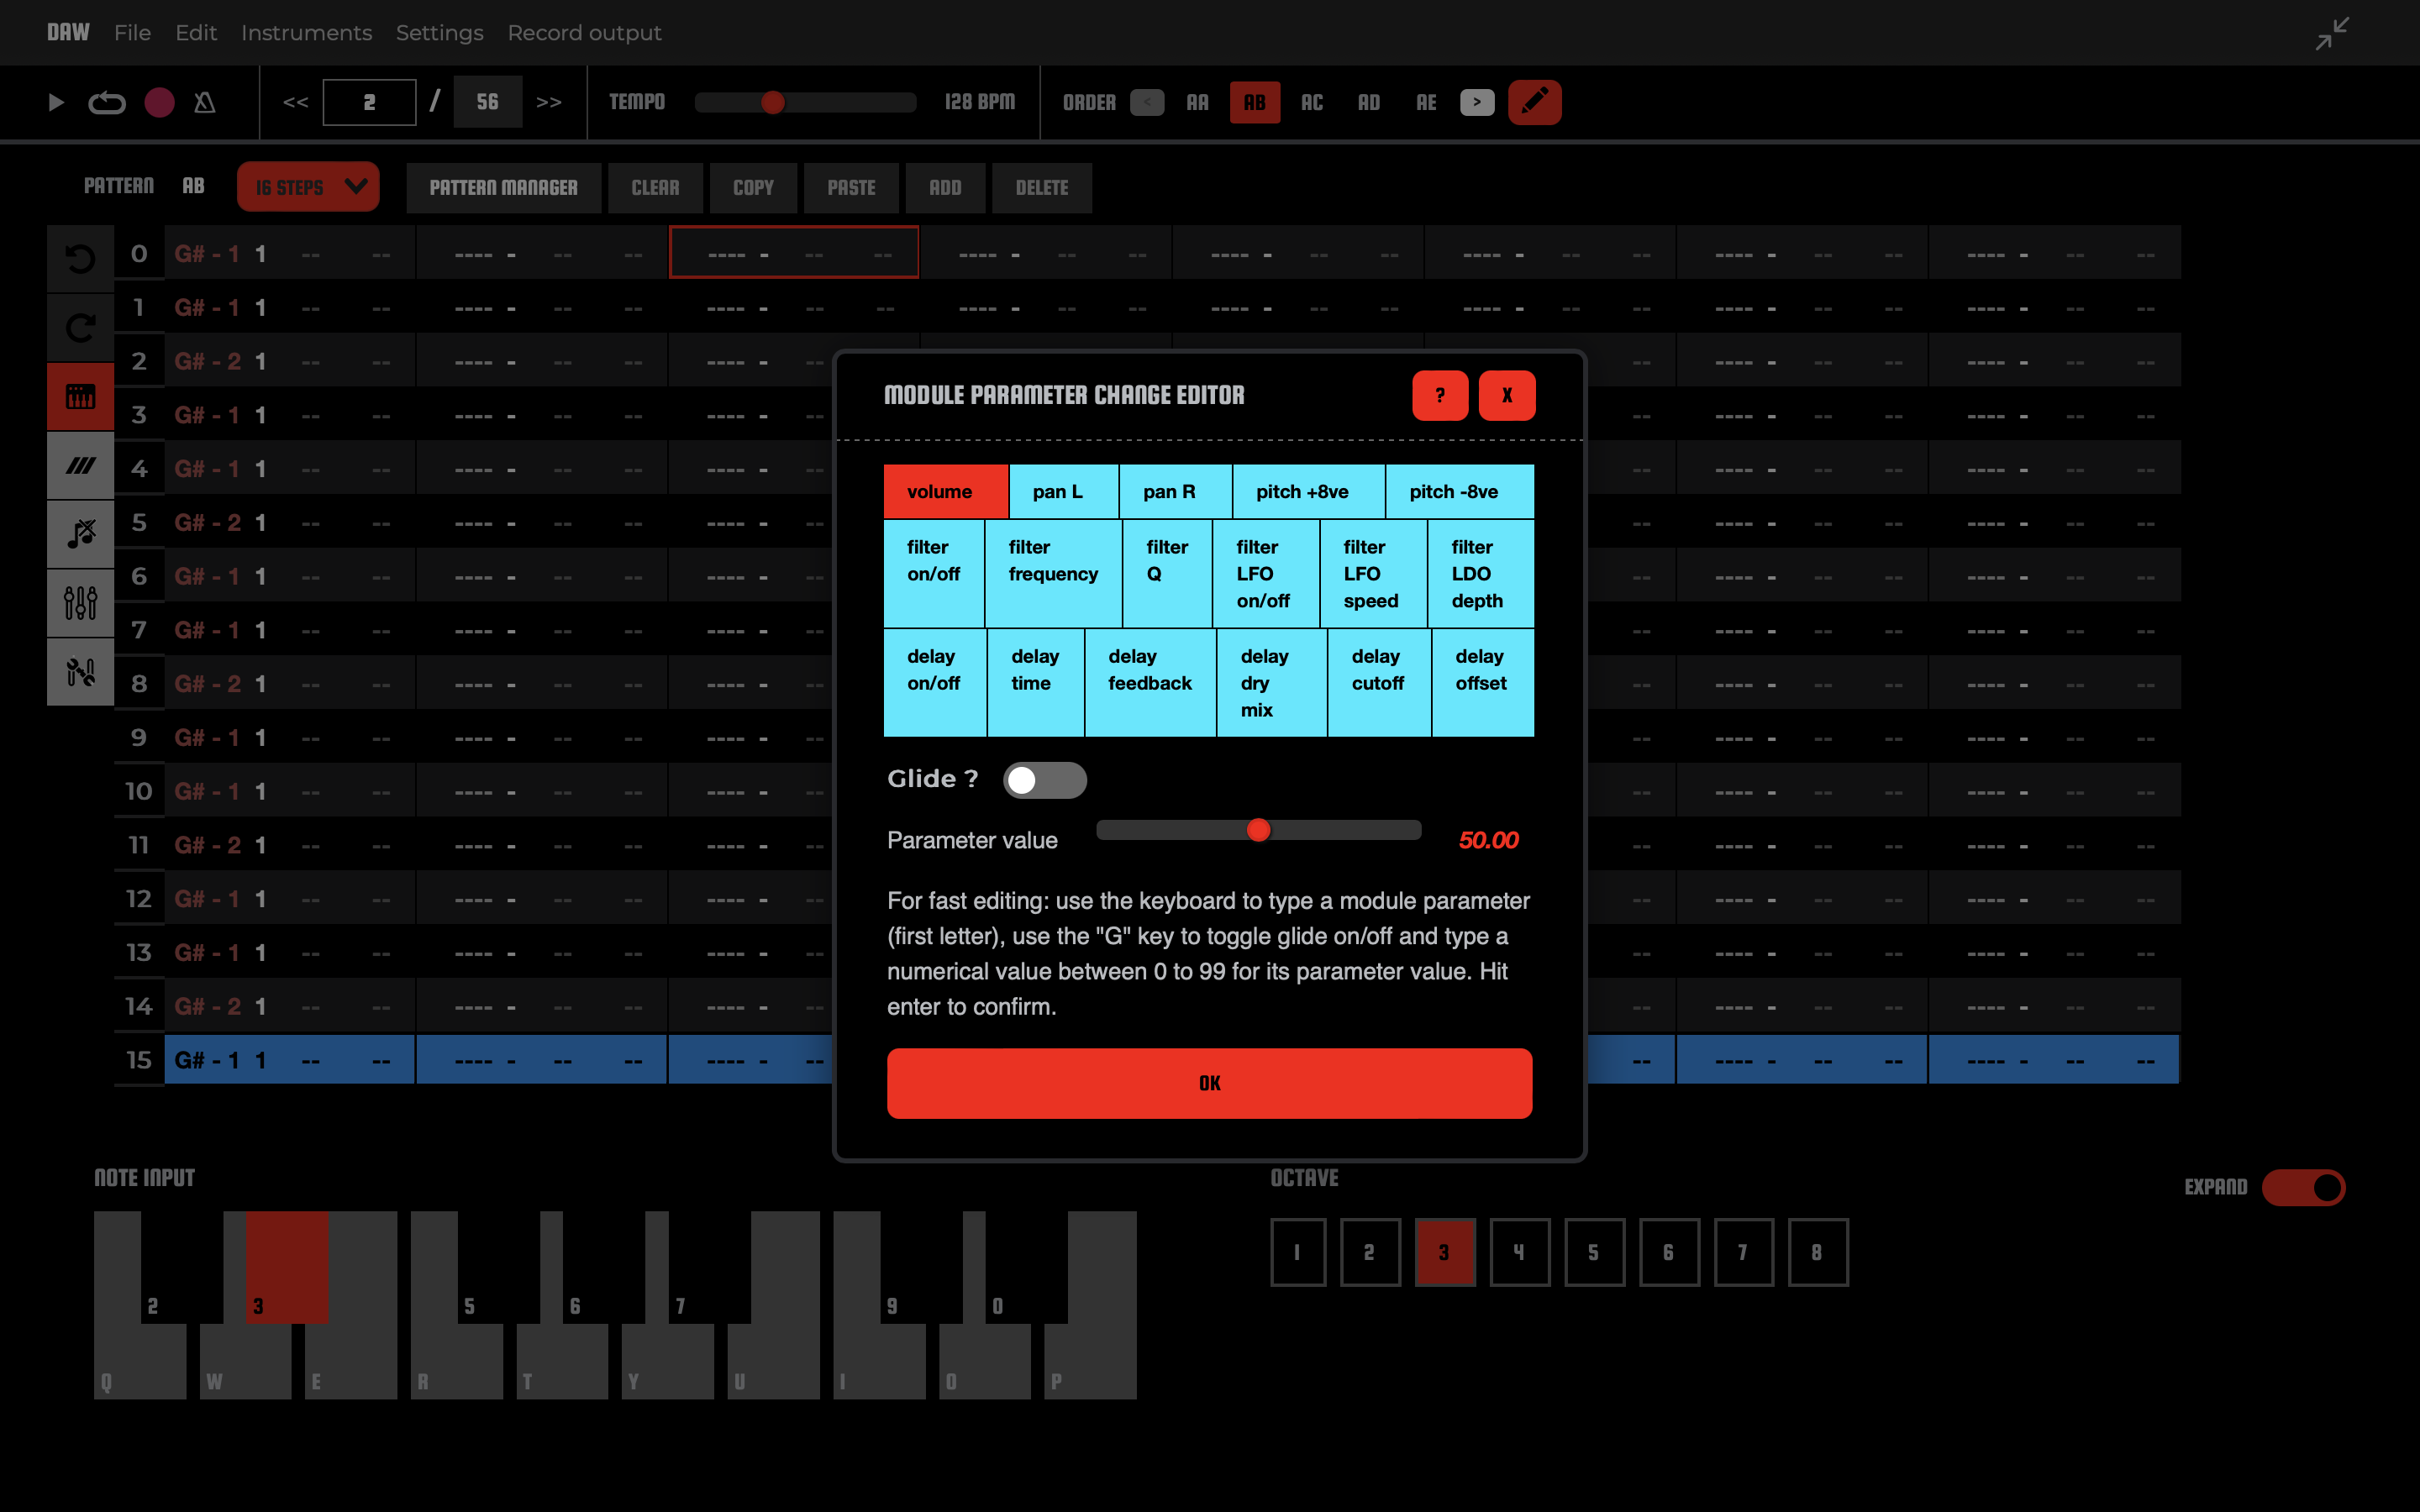 DAW File Edit Instruments Settings Record output
<< 2 / 56 >> TEMPO 128 BPM ORDER < AA AB AC AD AE >
PATTERN AB 16 STEPS PATTERN MANAGER CLEAR COPY PASTE ADD DELETE
0 G# - 1 1 -- -- ---- - -- -- ---- - -- -- ---- - -- -- ---- - -- -- ---- - -- -- ---- - -- -- ---- - -- --
1 G# - 1 1 -- -- ---- - -- -- ---- - -- -- ---- - -- -- ---- - -- -- ---- - -- -- ---- - -- -- ---- - -- --
2 G# - 2 1 -- -- ---- - -- -- ---- - -- -- ---- - -- -- ---- - -- --
3 G# - 1 1 -- -- ---- - -- -- ---- - -- -- ---- - -- -- ---- - -- --
4 G# - 1 1 -- -- ---- - -- -- ---- - -- -- ---- - -- -- ---- - -- --
5 G# - 2 1 -- -- ---- - -- -- ---- - -- -- ---- - -- -- ---- - -- --
6 G# - 1 1 -- -- ---- - -- -- ---- - -- -- ---- - -- -- ---- - -- --
7 G# - 1 1 -- -- ---- - -- -- ---- - -- -- ---- - -- -- ---- - -- --
8 G# - 2 1 -- -- ---- - -- -- ---- - -- -- ---- - -- -- ---- - -- --
9 G# - 1 1 -- -- ---- - -- -- ---- - -- -- ---- - -- -- ---- - -- --
10 G# - 1 1 -- -- ---- - -- -- ---- - -- -- ---- - -- -- ---- - -- --
11 G# - 2 1 -- -- ---- - -- -- ---- - -- -- ---- - -- -- ---- - -- --
12 G# - 1 1 -- -- ---- - -- -- ---- - -- -- ---- - -- -- ---- - -- --
13 G# - 1 1 -- -- ---- - -- -- ---- - -- -- ---- - -- -- ---- - -- --
14 G# - 2 1 -- -- ---- - -- -- ---- - -- -- ---- - -- -- ---- - -- --
15 G# - 1 1 -- -- ---- - -- -- ---- - -- -- ---- - -- -- ---- - -- --
MODULE PARAMETER CHANGE EDITOR ? X
volume pan L pan R pitch +8ve pitch -8ve
filter on/off
filter frequency
filter Q
filter LFO on/off
filter LFO speed
filter LDO depth
delay on/off
delay time
delay feedback
delay dry mix
delay cutoff
delay offset
Glide ?
Parameter value 50.00
For fast editing: use the keyboard to type a module parameter
(first letter), use the "G" key to toggle glide on/off and type a
numerical value between 0 to 99 for its parameter value. Hit
enter to confirm.
OK
NOTE INPUT
2 3 5 6 7 9 0
Q W E R T Y U I O P
OCTAVE
1 2 3 4 5 6 7 8
EXPAND